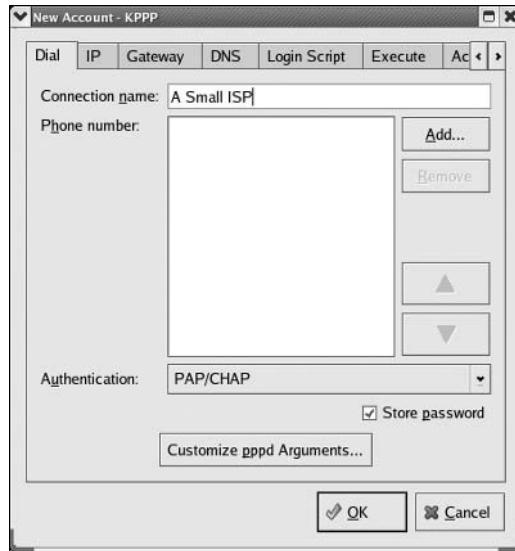 New Account - KPPP
Dial IP Gateway DNS Login Script Execute Ac
Connection name: A Small ISP
Phone number:
Add...
Remove
Authentication: PAP/CHAP
Store password
Customize pppd Arguments...
OK Cancel